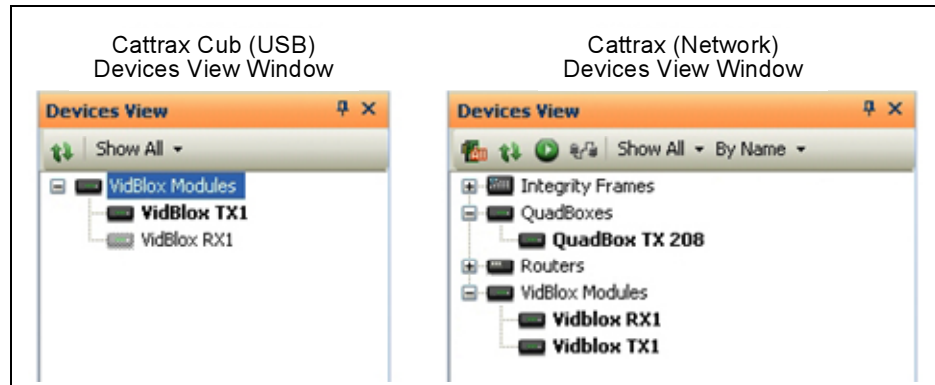 Cattrax Cub (USB)
Devices View Window
Devices View
Show All
VidBlox Modules
VidBlox TX1
VidBlox RX1
Cattrax (Network)
Devices View Window
Devices View
Show All By Name
Integrity Frames
QuadBoxes
QuadBox TX 208
Routers
VidBlox Modules
Vidblox RX1
Vidblox TX1